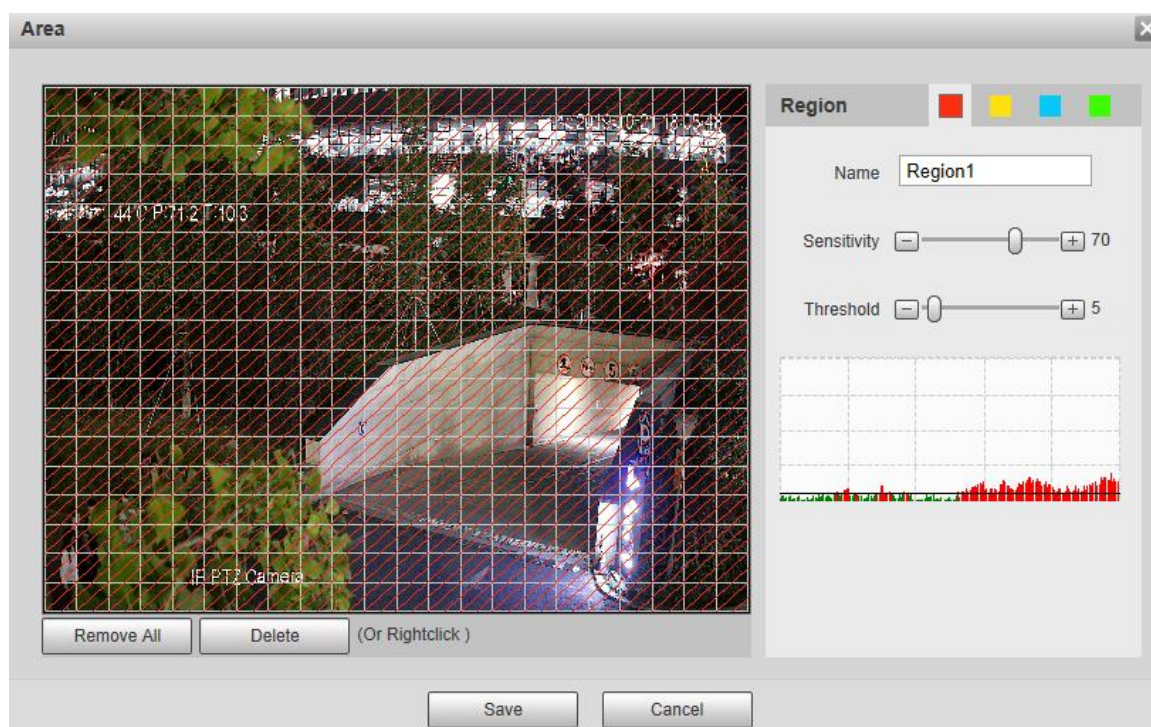 Area
Region
44°C P:71.2 T:10.3
Name Region1
Sensitivity 70
Threshold 5
IP PTZ Camera
Remove All Delete (Or Rightclick )
Save Cancel